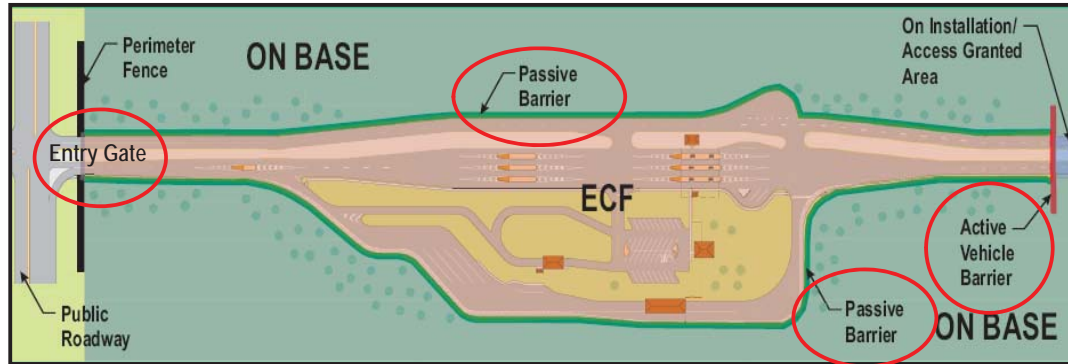 Perimeter
Fence
ON BASE
Passive
Barrier
On Installation/
Access Granted
Area
Entry Gate
ECF
Active
Vehicle
Barrier
Public
Roadway
Passive
Barrier
ON BASE